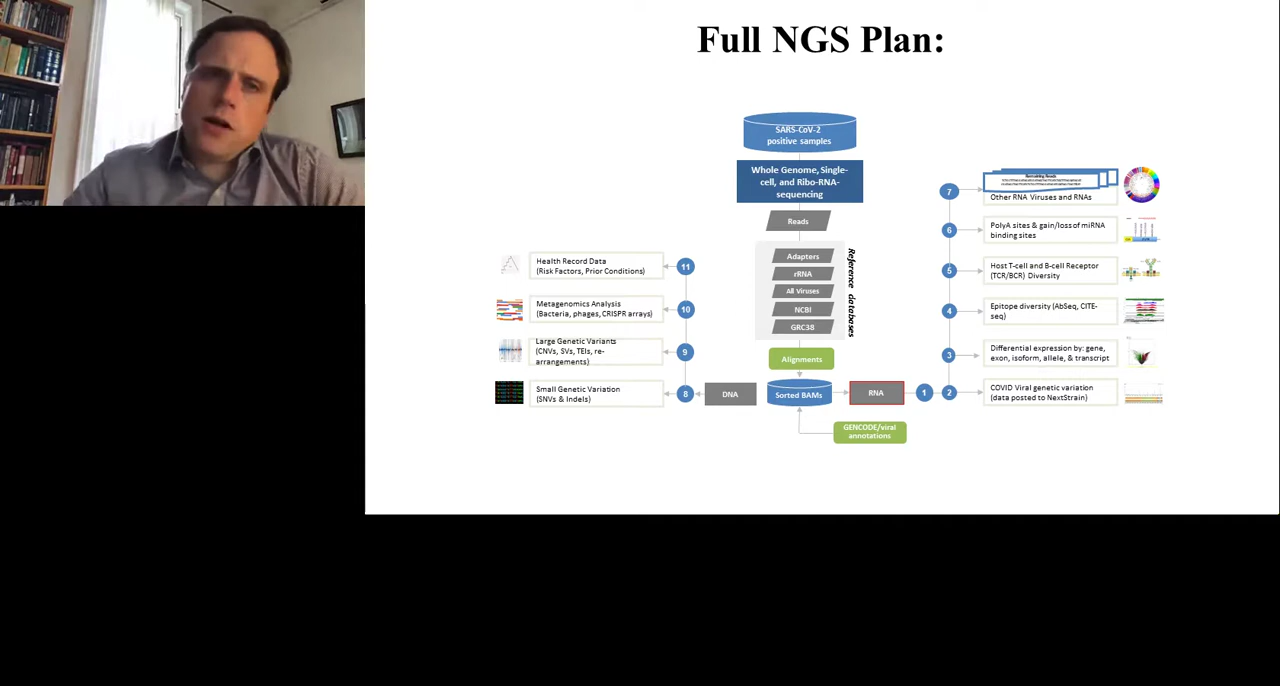 Full NGS Plan:
SARS-CoV-2
positive samples
Whole Genome, Single-
cell, and Ribo-RNA-
sequencing
Reads
Adapters
rRNA
All Viruses
NCBI
GRC38
Reference databases
Alignments
Sorted BAMs
GENCODE/viral
annotations
DNA
RNA
11
Health Record Data
(Risk Factors, Prior Conditions)
10
Metagenomics Analysis
(Bacteria, phages, CRISPR arrays)
9
Large Genetic Variants
(CNVs, SVs, TEIs, re-
arrangements)
8
Small Genetic Variation
(SNVs & Indels)
7
Remaining Reads
Other RNA Viruses and RNAs
6
PolyA sites & gain/loss of miRNA
binding sites
5
Host T-cell and B-cell Receptor
(TCR/BCR) Diversity
4
Epitope diversity (AbSeq, CITE-
seq)
3
Differential expression by: gene,
exon, isoform, allele, & transcript
1
2
COVID Viral genetic variation
(data posted to NextStrain)